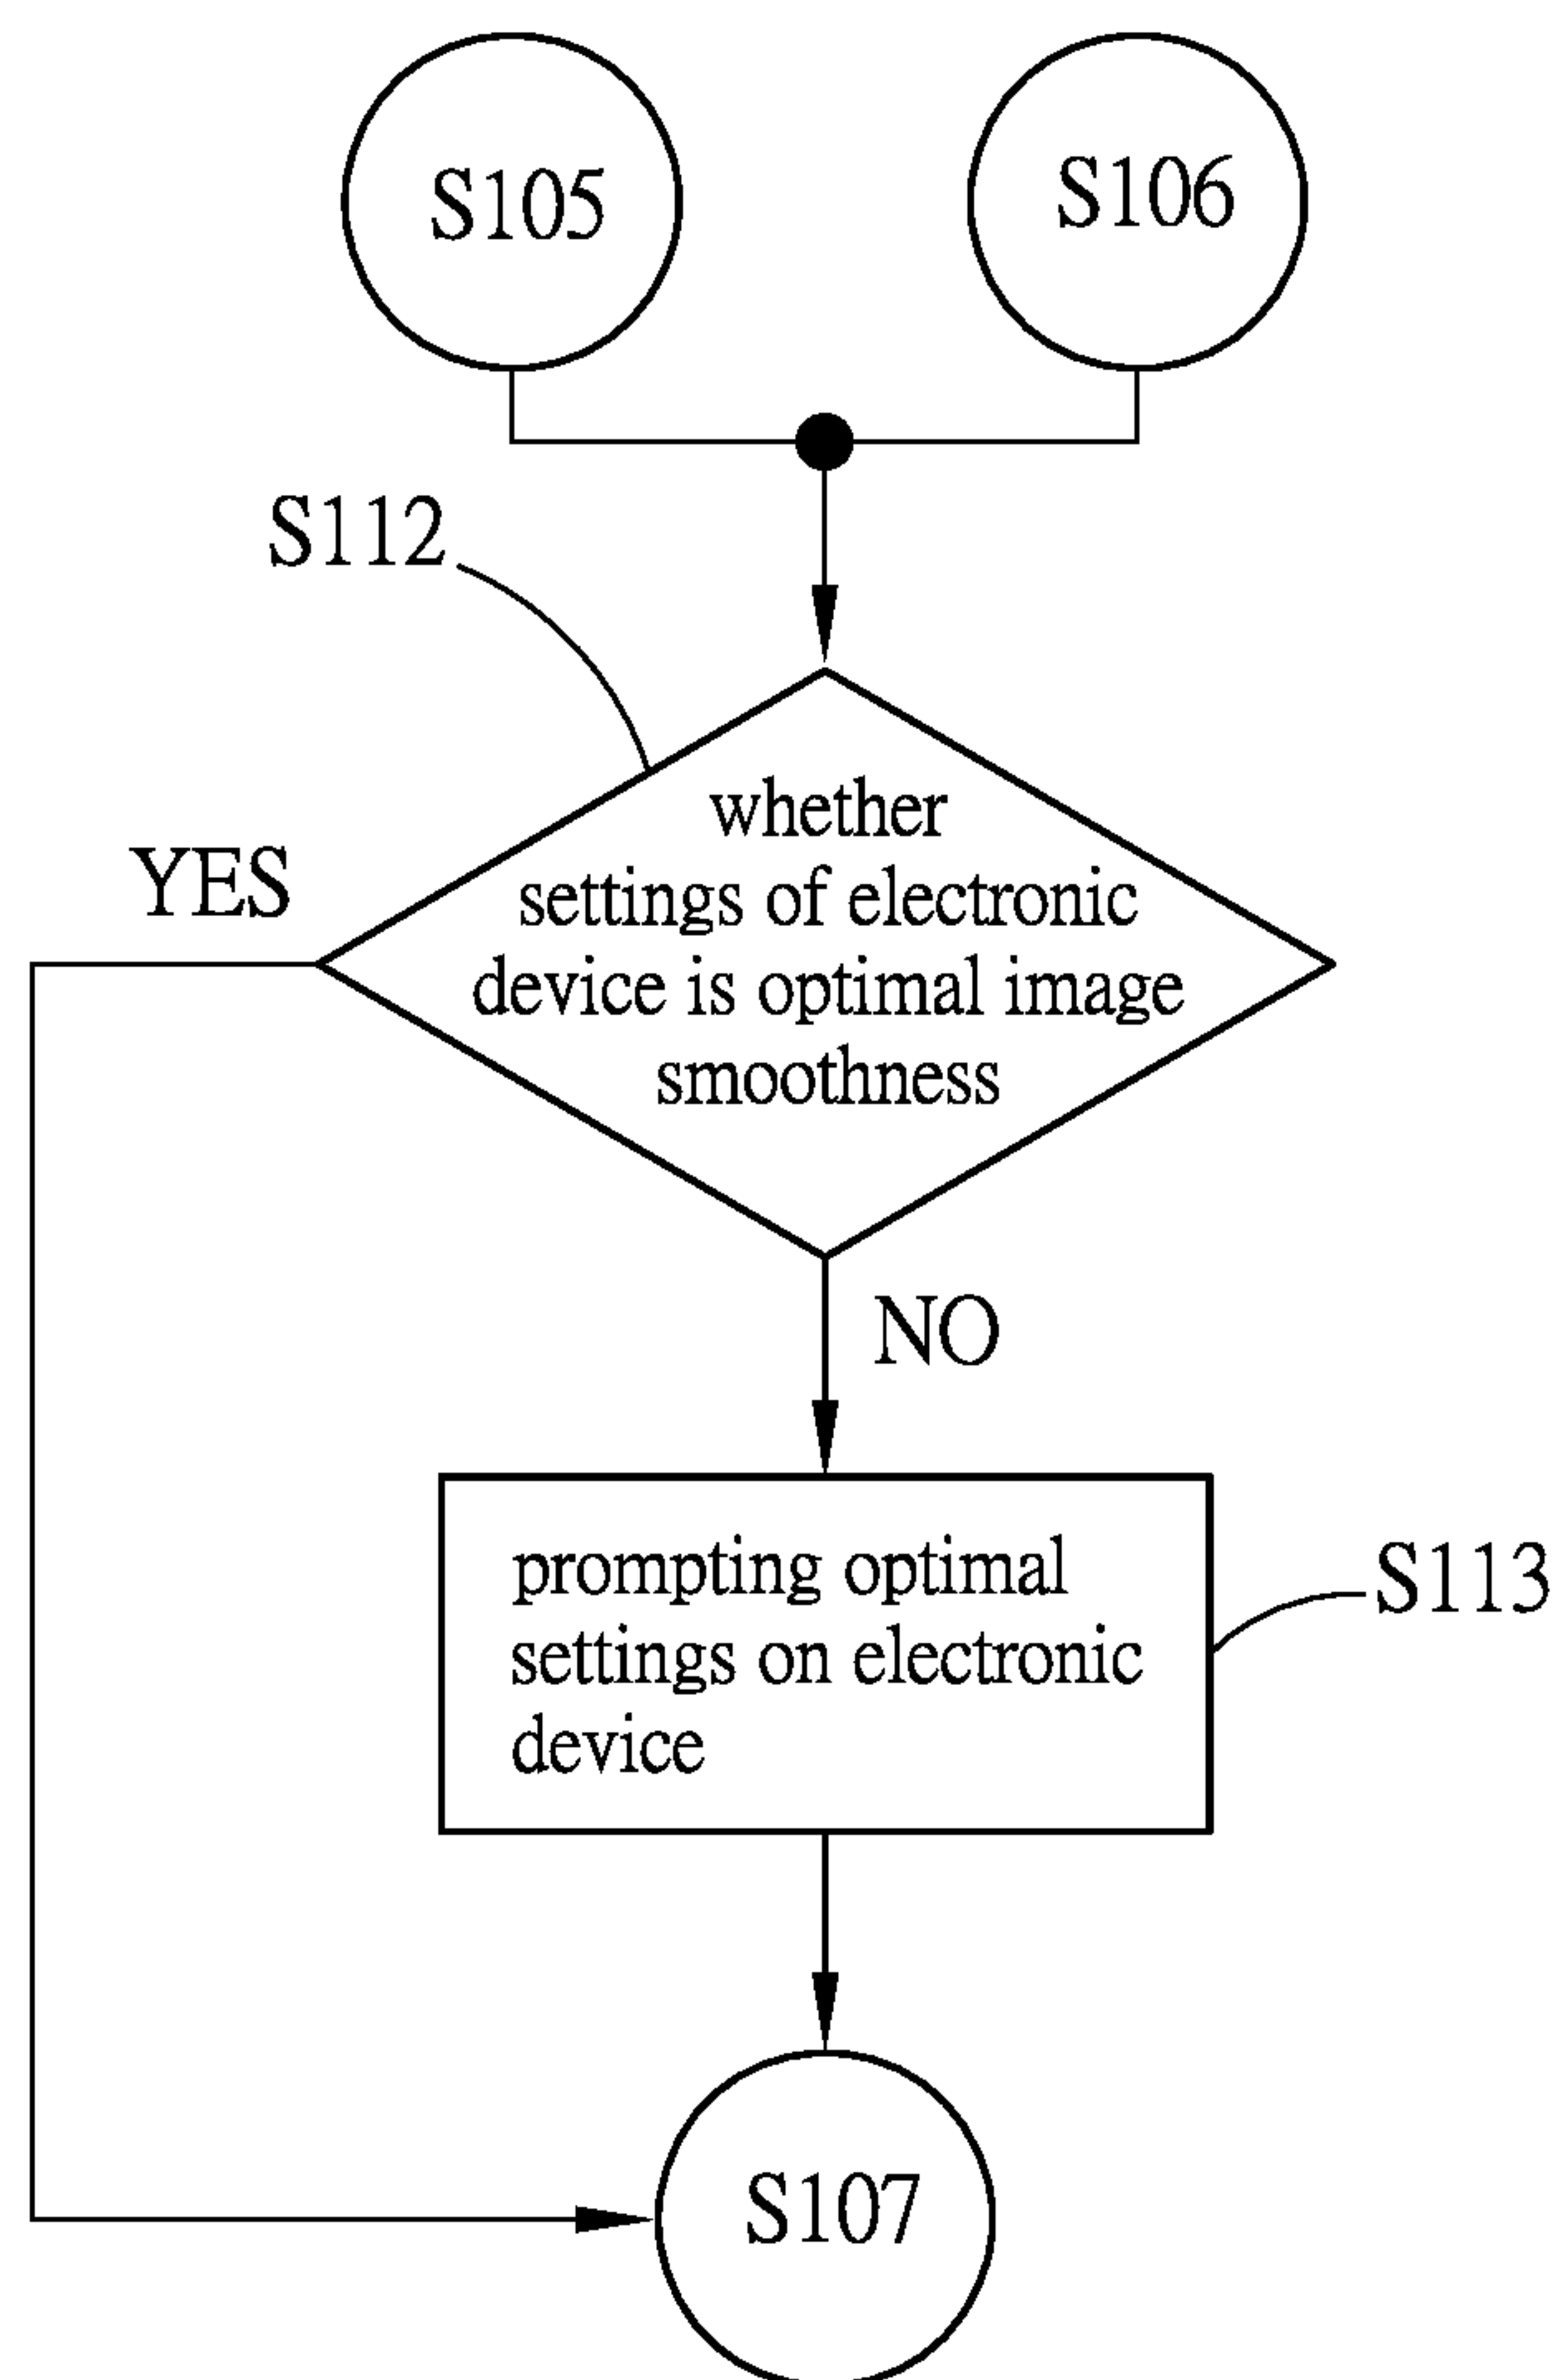 S105
S106
S112
whether
settings of electronic
device is optimal image
smoothness
YES
NO
prompting optimal
settings on electronic
device
S113
S107